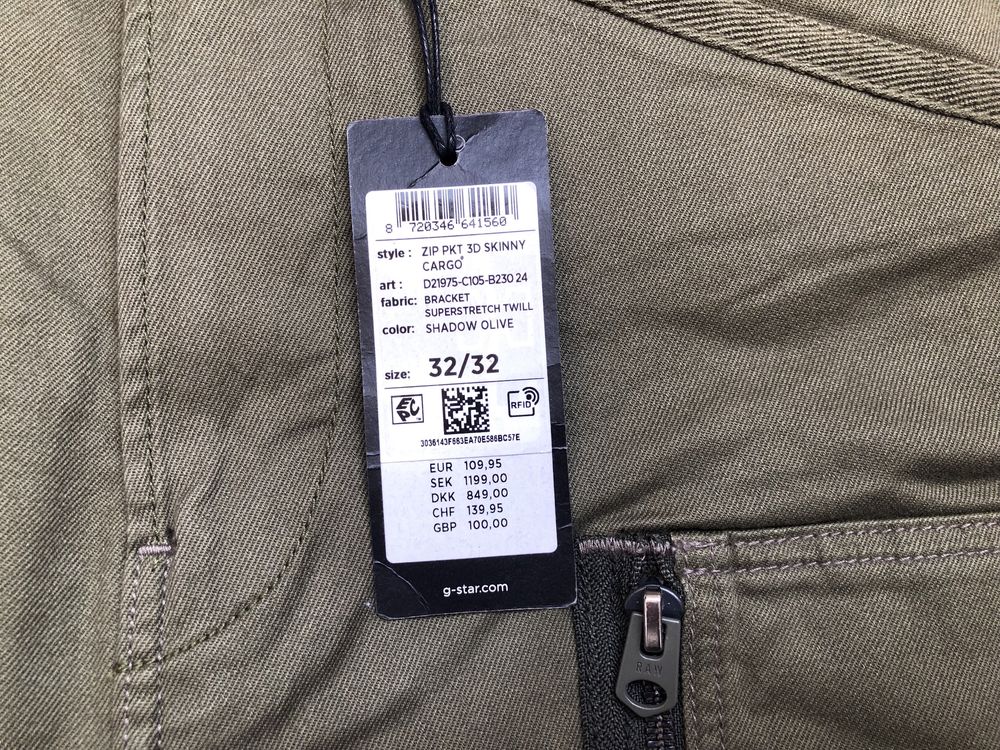 8 720346 641560
style : ZIP PKT 3D SKINNY
CARGO
art : D21975-C105-B230 24
fabric: BRACKET
SUPERSTRETCH TWILL
color: SHADOW OLIVE
size: 32/32
EPC
RFID
3036143F663EA70E586BC57E
EUR 109,95
SEK 1199,00
DKK 849,00
CHF 139,95
GBP 100,00
g-star.com
RAW